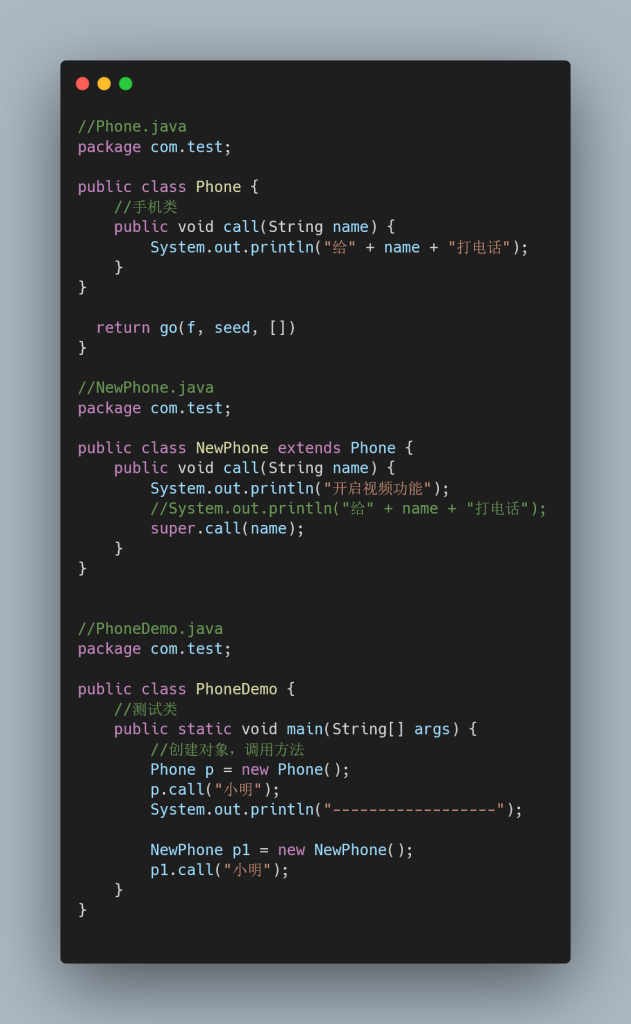 //Phone.java
package com.test;
public class Phone {
//手机类
public void call(String name) {
System.out.println("给" + name + "打电话");
}
}
return go(f, seed, [])
}
//NewPhone.java
package com.test;
public class NewPhone extends Phone {
public void call(String name) {
System.out.println("开启视频功能");
//System.out.println("给" + name + "打电话");
super.call(name);
}
}
//PhoneDemo.java
package com.test;
public class PhoneDemo {
//测试类
public static void main(String[] args) {
//创建对象，调用方法
Phone p = new Phone();
p.call("小明");
System.out.println("------------------");
NewPhone p1 = new NewPhone();
p1.call("小明");
}
}